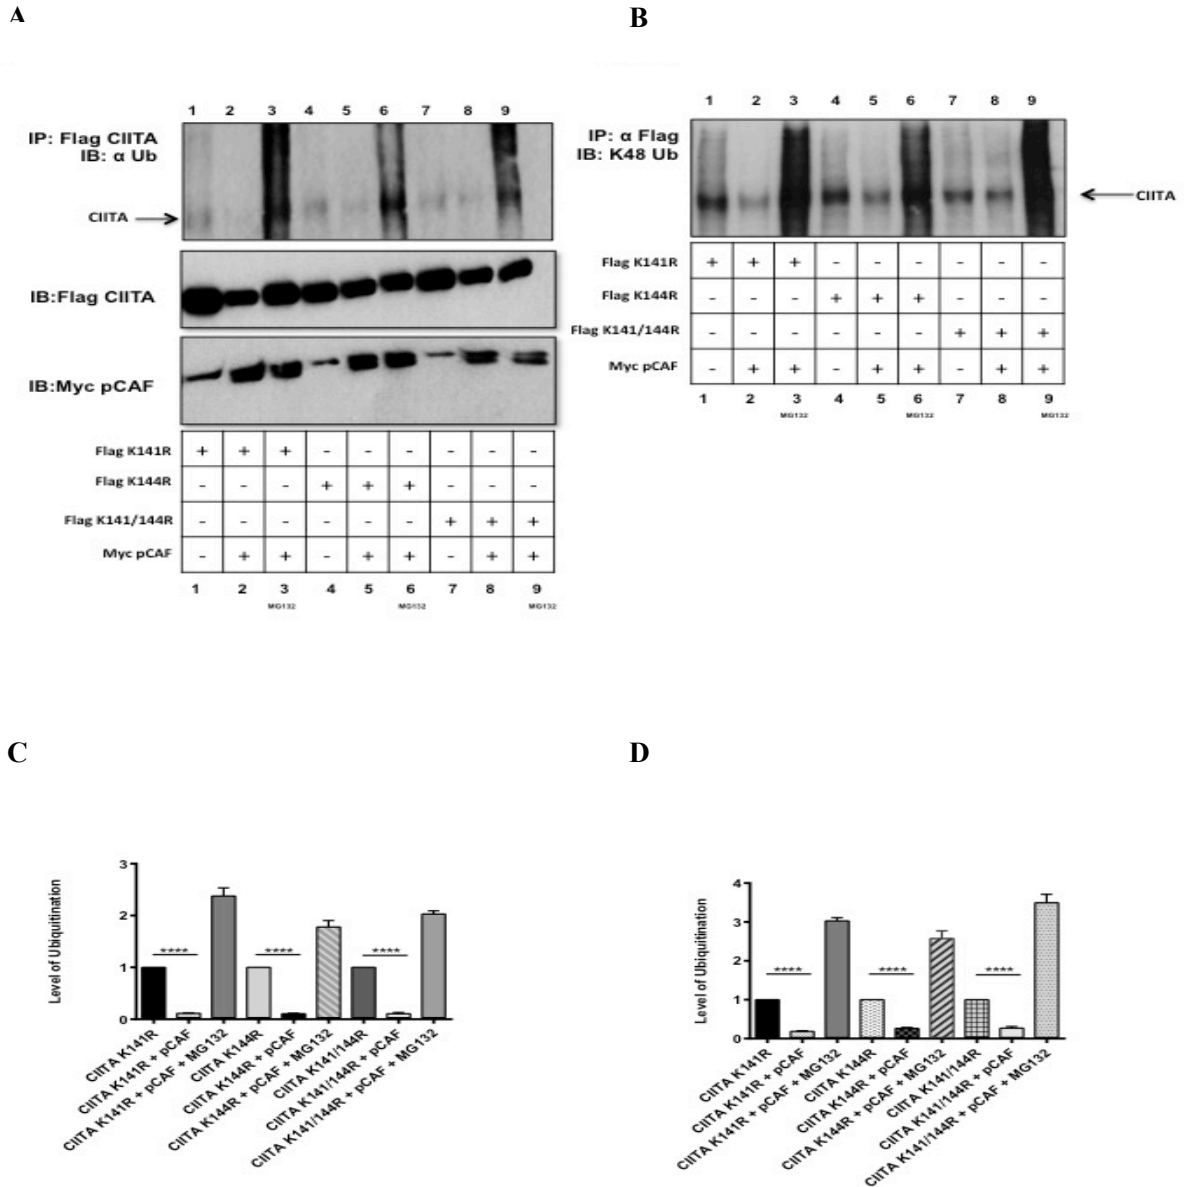 A
1 2 3 4 5 6 7 8 9
IP: Flag CIITA
IB: α Ub
CIITA
IB:Flag CIITA
IB:Myc pCAF
Flag K141R + + + - - - - - -
Flag K144R - - - + + + - - -
Flag K141/144R - - - - - - + + +
Myc pCAF - + + - + + - + +
1 2 3 4 5 6 7 8 9
MG132 MG132 MG132
B
1 2 3 4 5 6 7 8 9
IP: α Flag
IB: K48 Ub
CIITA
Flag K141R + + + - - - - - -
Flag K144R - - - + + + - - -
Flag K141/144R - - - - - - + + +
Myc pCAF - + + - + + - + +
1 2 3 4 5 6 7 8 9
MG132 MG132 MG132
C
Level of Ubiquitination
3
2
1
0
**** **** ****
CIITA K141R
CIITA K141R + pCAF
CIITA K141R + pCAF + MG132
CIITA K144R
CIITA K144R + pCAF
CIITA K144R + pCAF + MG132
CIITA K141/144R
CIITA K141/144R + pCAF
CIITA K141/144R + pCAF + MG132
D
Level of Ubiquitination
4
3
2
1
0
**** **** ****
CIITA K141R
CIITA K141R + pCAF
CIITA K141R + pCAF + MG132
CIITA K144R
CIITA K144R + pCAF
CIITA K144R + pCAF + MG132
CIITA K141/144R
CIITA K141/144R + pCAF
CIITA K141/144R + pCAF + MG132